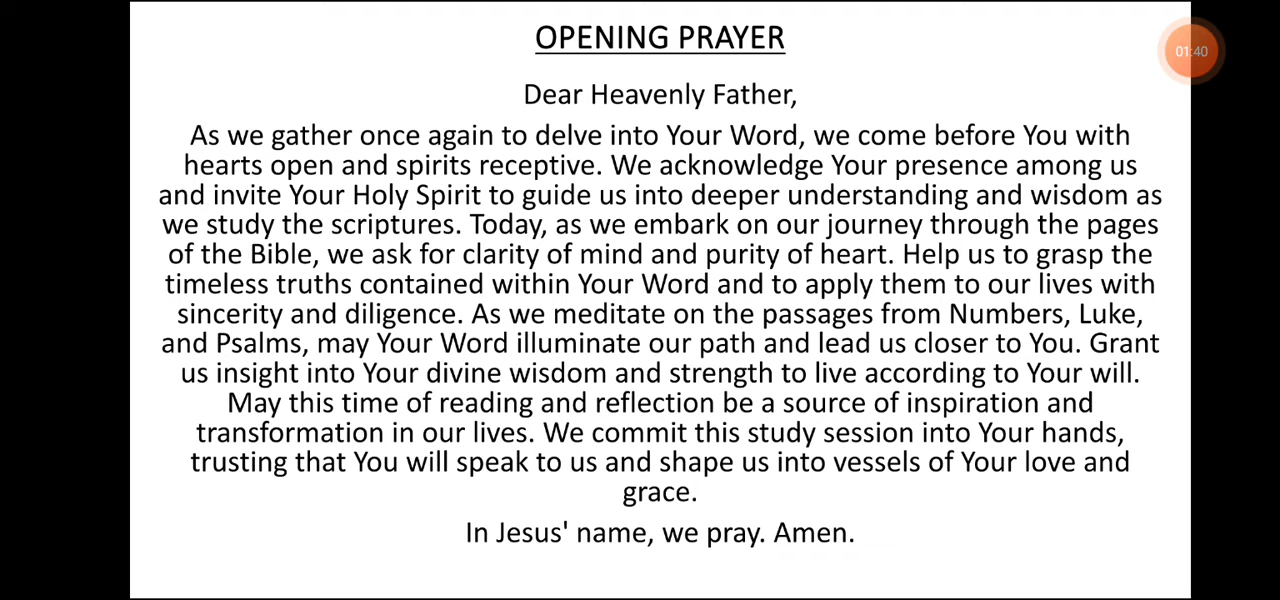 OPENING PRAYER
01:40
Dear Heavenly Father,
As we gather once again to delve into Your Word, we come before You with
hearts open and spirits receptive. We acknowledge Your presence among us
and invite Your Holy Spirit to guide us into deeper understanding and wisdom as
we study the scriptures. Today, as we embark on our journey through the pages
of the Bible, we ask for clarity of mind and purity of heart. Help us to grasp the
timeless truths contained within Your Word and to apply them to our lives with
sincerity and diligence. As we meditate on the passages from Numbers, Luke,
and Psalms, may Your Word illuminate our path and lead us closer to You. Grant
us insight into Your divine wisdom and strength to live according to Your will.
May this time of reading and reflection be a source of inspiration and
transformation in our lives. We commit this study session into Your hands,
trusting that You will speak to us and shape us into vessels of Your love and
grace.
In Jesus' name, we pray. Amen.